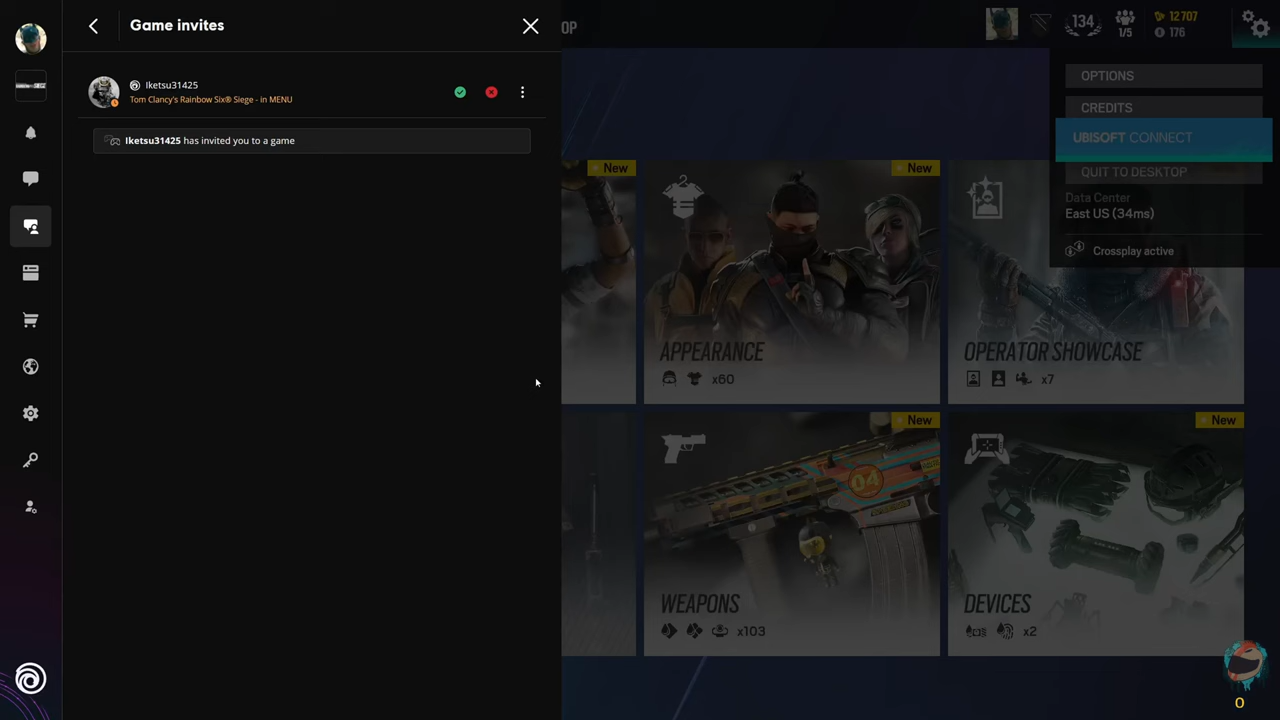 Game invites
OP
134
1/5
12 707
176
Iketsu31425
Tom Clancy's Rainbow Six® Siege - in MENU
Iketsu31425 has invited you to a game
OPTIONS
CREDITS
UBISOFT CONNECT
QUIT TO DESKTOP
Data Center
East US (34ms)
Crossplay active
New
New
APPEARANCE
x60
OPERATOR SHOWCASE
x7
New
New
04
WEAPONS
x103
DEVICES
x2
0